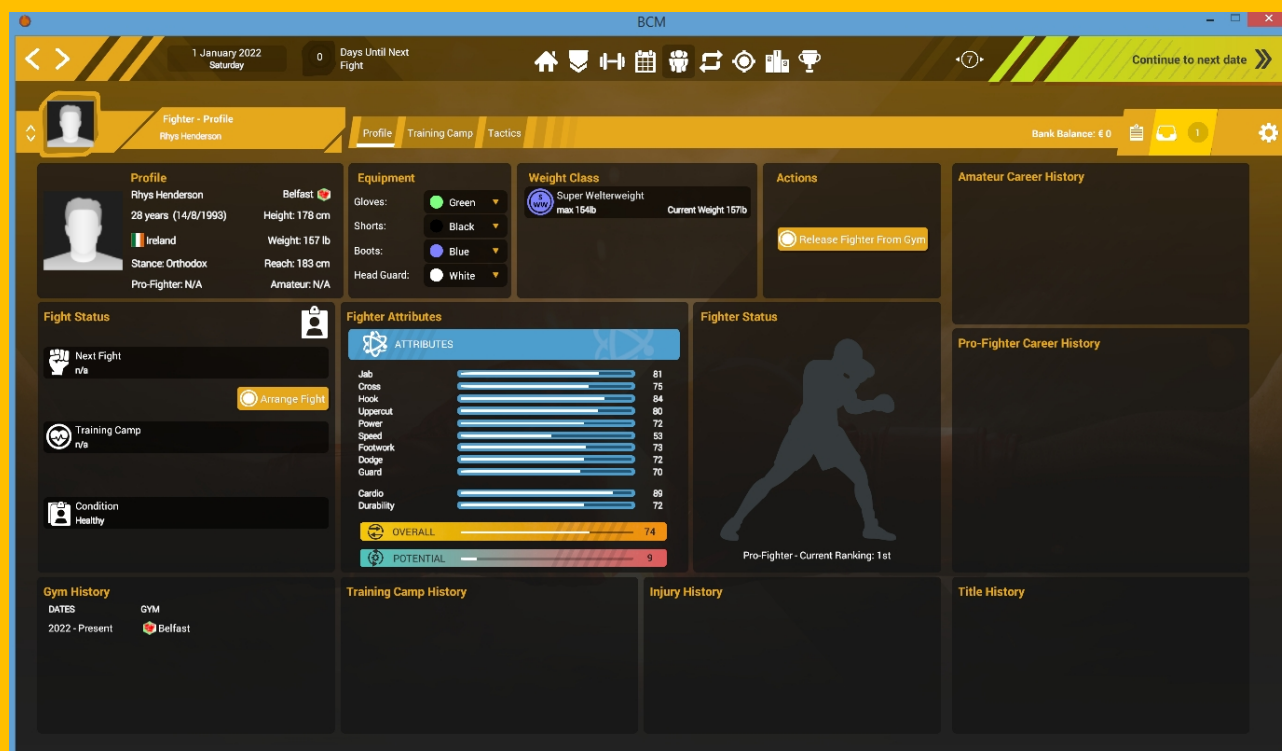 BCM
1 January 2022
Saturday
0
Days Until Next
Fight
7
Continue to next date
Fighter - Profile
Rhys Henderson
Profile
Training Camp
Tactics
Bank Balance: € 0
1
Profile
Rhys Henderson
Belfast
28 years (14/8/1993)
Height: 178 cm
Ireland
Weight: 157 lb
Stance: Orthodox
Reach: 183 cm
Pro-Fighter: N/A
Amateur: N/A
Equipment
Gloves:
Green
Shorts:
Black
Boots:
Blue
Head Guard:
White
Weight Class
S
WW
Super Welterweight
max 154lb
Current Weight 157lb
Actions
Release Fighter From Gym
Amateur Career History
Fight Status
Next Fight
n/a
Arrange Fight
Training Camp
n/a
Condition
Healthy
Fighter Attributes
ATTRIBUTES
Jab 81
Cross 75
Hook 84
Uppercut 80
Power 72
Speed 53
Footwork 73
Dodge 72
Guard 70
Cardio 89
Durability 72
OVERALL 74
POTENTIAL 9
Fighter Status
Pro-Fighter - Current Ranking: 1st
Pro-Fighter Career History
Gym History
DATES GYM
2022 - Present Belfast
Training Camp History
Injury History
Title History